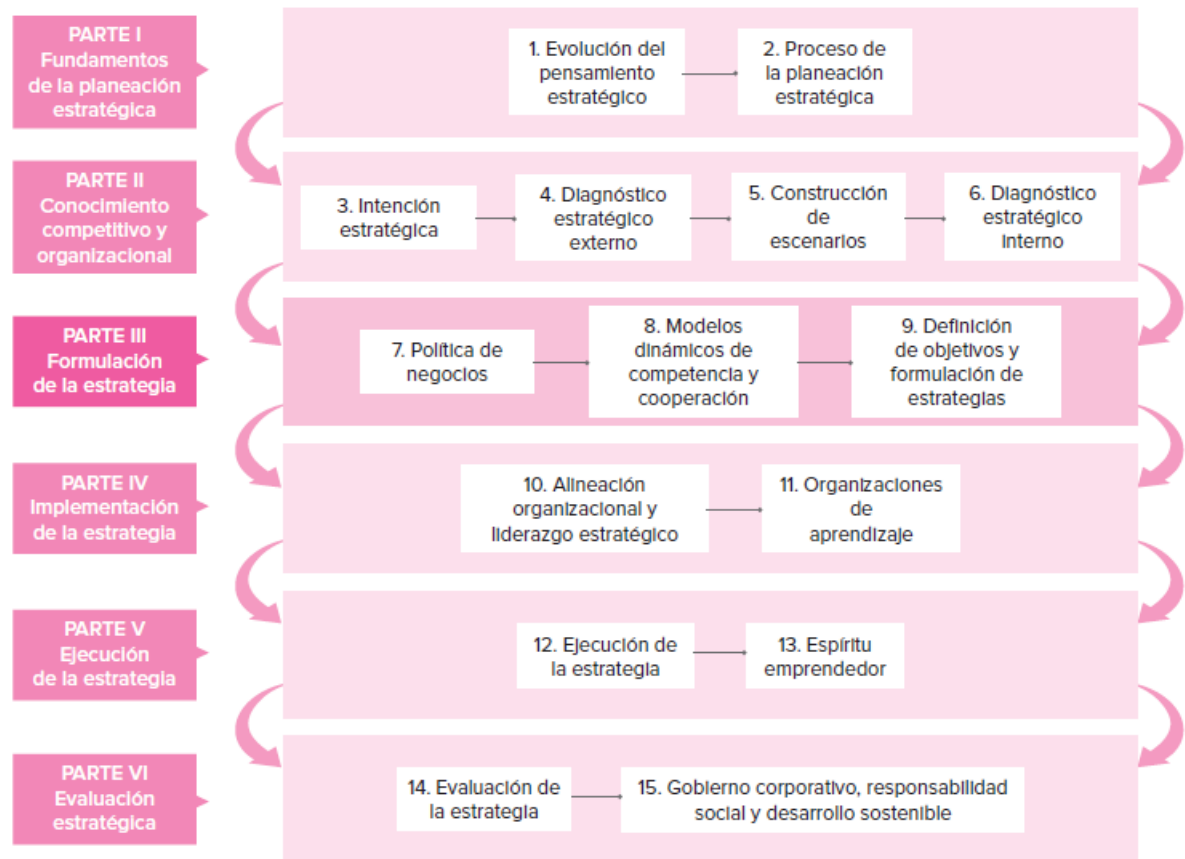 PARTE I
Fundamentos
de la planeación
estratégica
1. Evolución del
pensamiento
estratégico
2. Proceso de
la planeación
estratégica
PARTE II
Conocimiento
competitivo y
organizacional
3. Intención
estratégica
4. Diagnóstico
estratégico
externo
5. Construcción
de
escenarios
6. Diagnóstico
estratégico
interno
PARTE III
Formulación
de la estrategia
7. Política de
negocios
8. Modelos
dinámicos de
competencia y
cooperación
9. Definición
de objetivos y
formulación de
estrategias
PARTE IV
Implementación
de la estrategia
10. Alineación
organizacional y
liderazgo estratégico
11. Organizaciones
de
aprendizaje
PARTE V
Ejecución
de la estrategia
12. Ejecución de
la estrategia
13. Espíritu
emprendedor
PARTE VI
Evaluación
estratégica
14. Evaluación de
la estrategia
15. Gobierno corporativo, responsabilidad
social y desarrollo sostenible